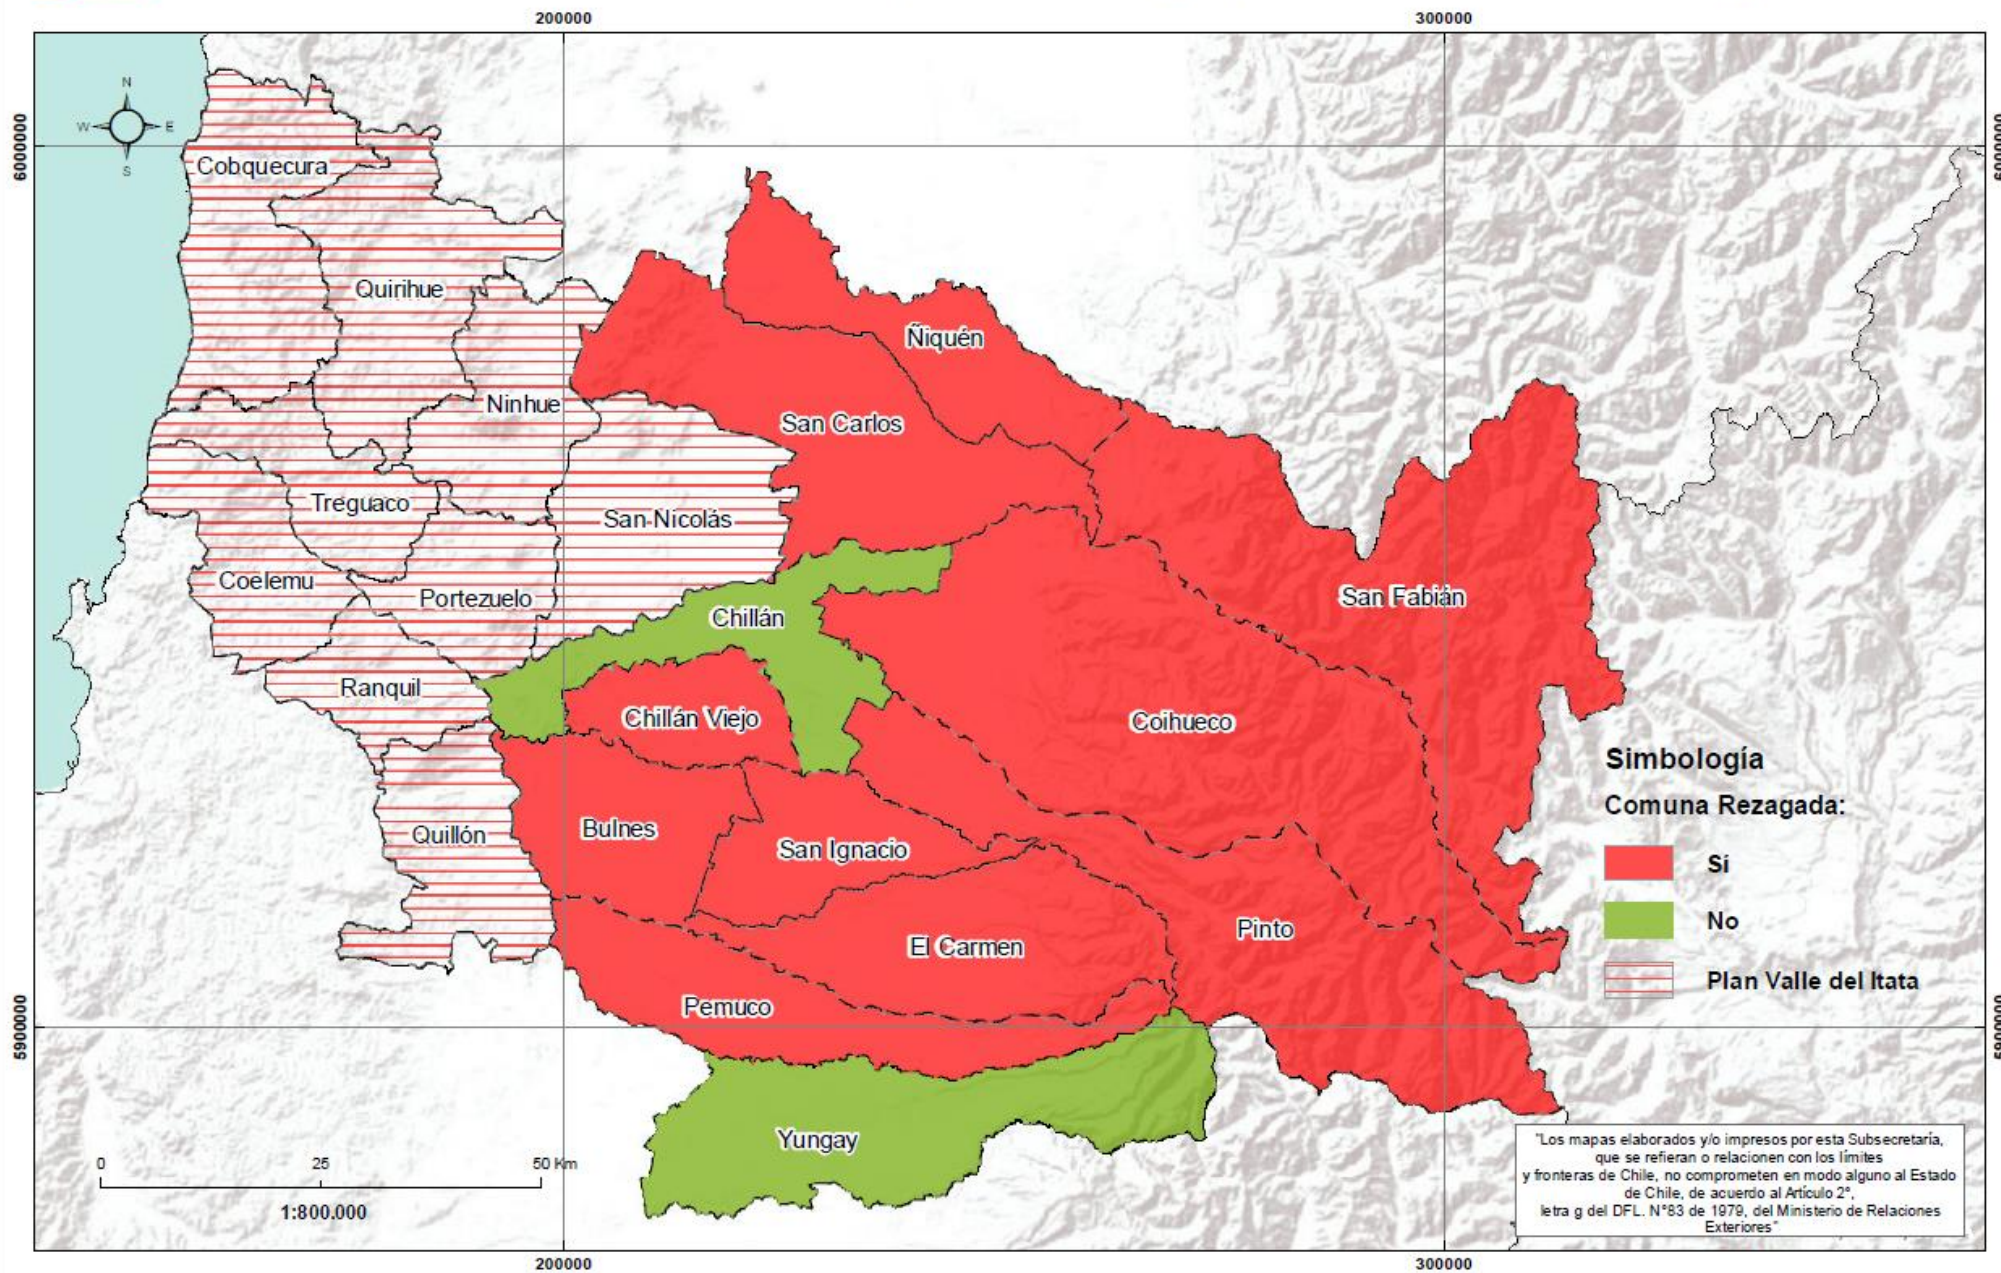 200000
300000
6000000
6000000
N
W
E
S
Cobquecura
Quirihue
Ñiquén
Ninhue
San Carlos
Treguaco
San Nicolás
Coelemu
Portezuelo
San Fabián
Chillán
Ranquil
Chillán Viejo
Coihueco
Simbología
Comuna Rezagada:
Bulnes
Quillón
San Ignacio
Sí
No
Pinto
El Carmen
Plan Valle del Itata
Pemuco
5900000
5900000
Yungay
0
25
50 Km
1:800.000
"Los mapas elaborados y/o impresos por esta Subsecretaría,
que se refieran o relacionen con los límites
y fronteras de Chile, no comprometen en modo alguno al Estado
de Chile, de acuerdo al Artículo 2°,
letra g del DFL. N°83 de 1979, del Ministerio de Relaciones
Exteriores"
200000
300000